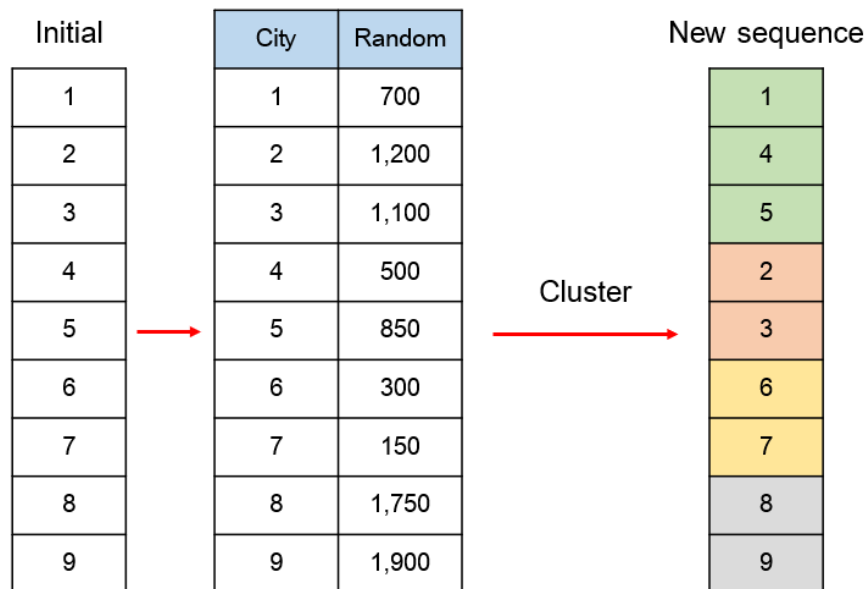 Initial City Random New sequence
1 1 700 1
2 2 1,200 4
3 3 1,100 5
4 4 500 2
Cluster
5 5 850 3
6 6 300 6
7 7 150 7
8 8 1,750 8
9 9 1,900 9